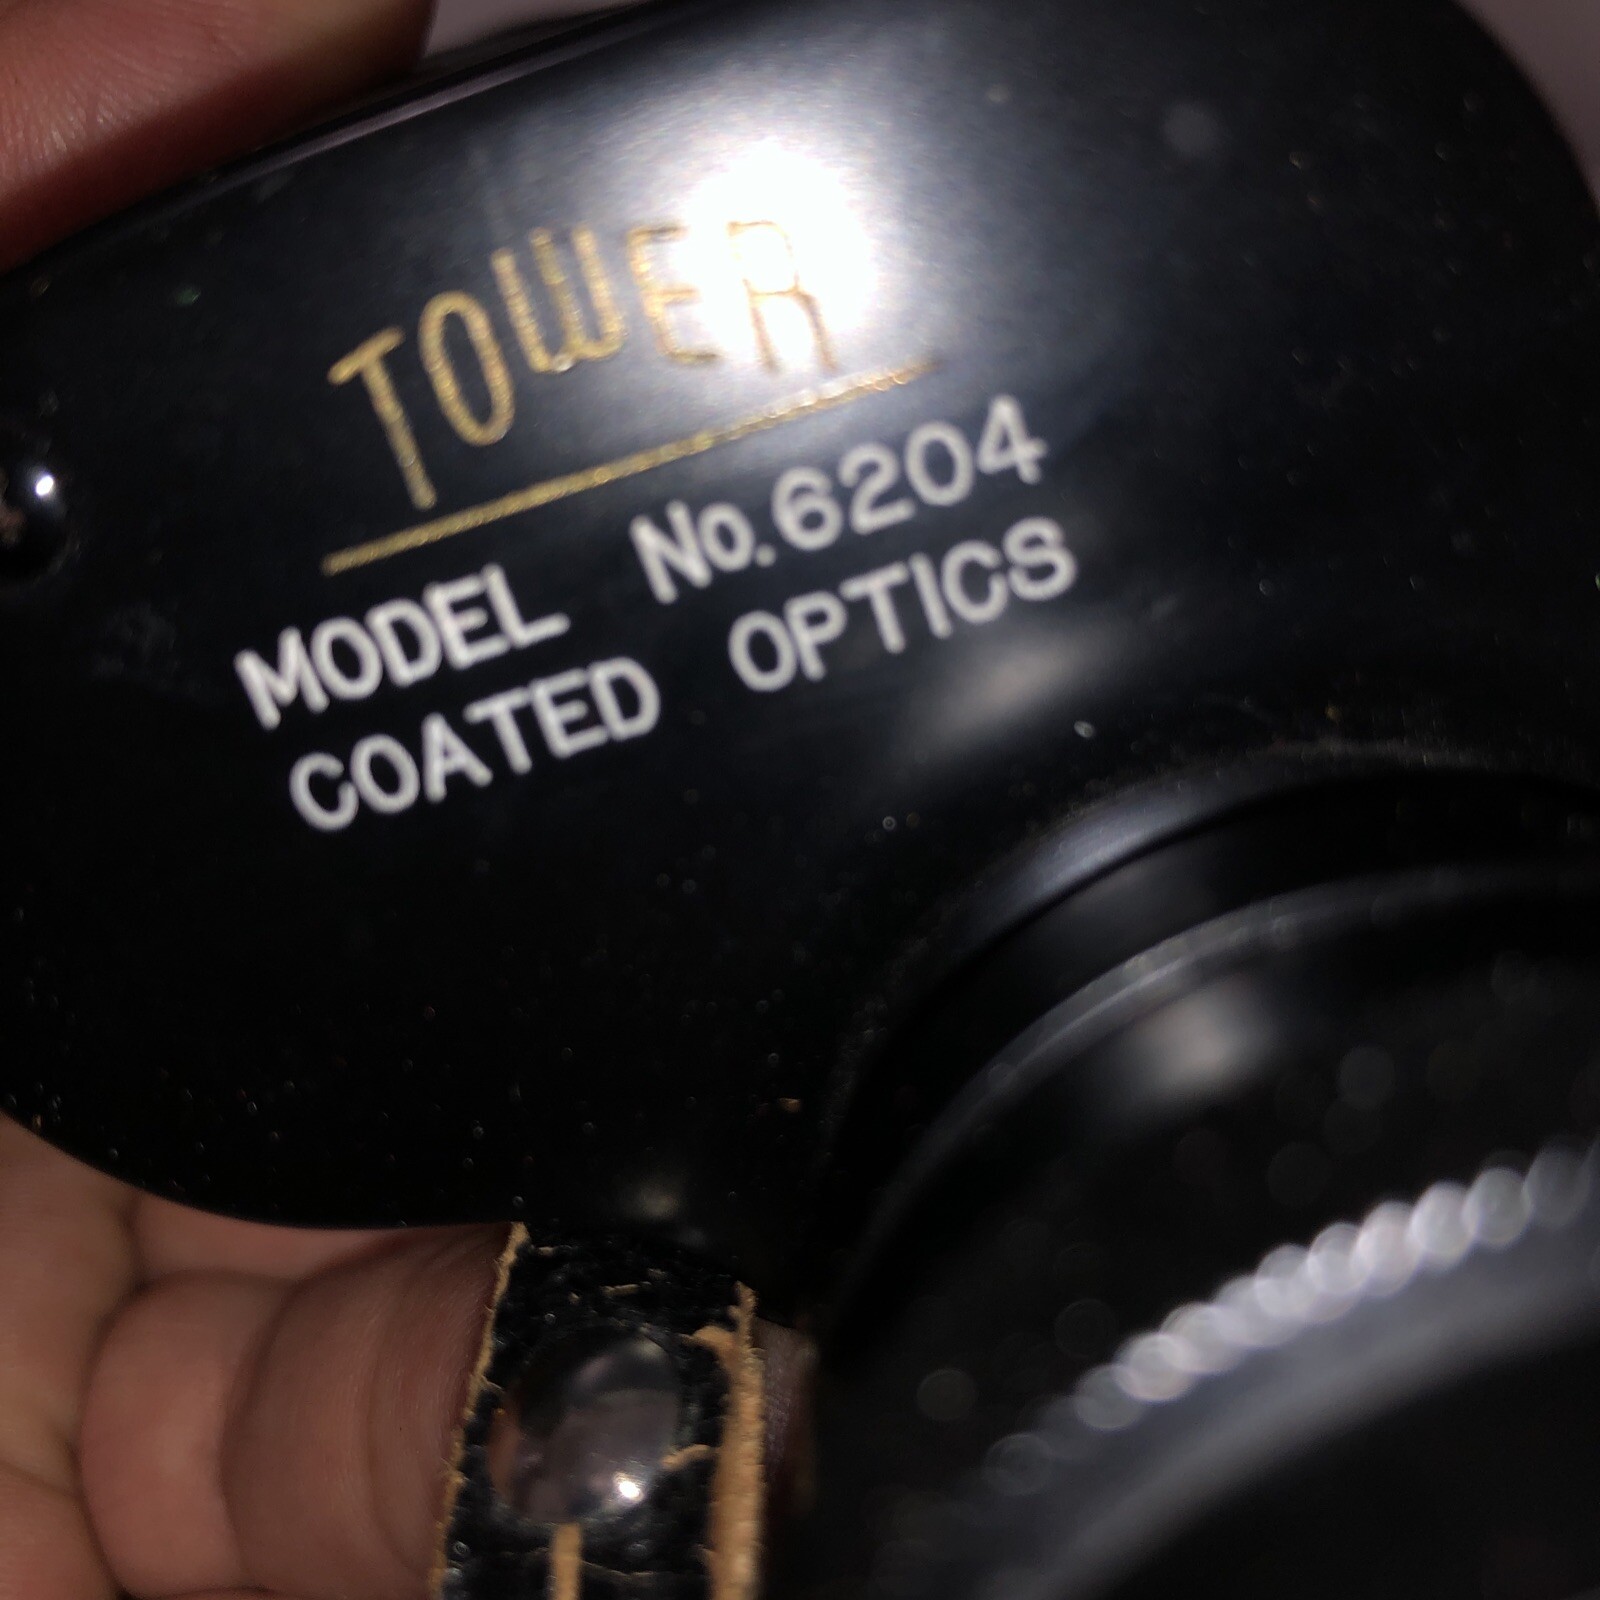 TOWER
MODEL No.6204
COATED OPTICS